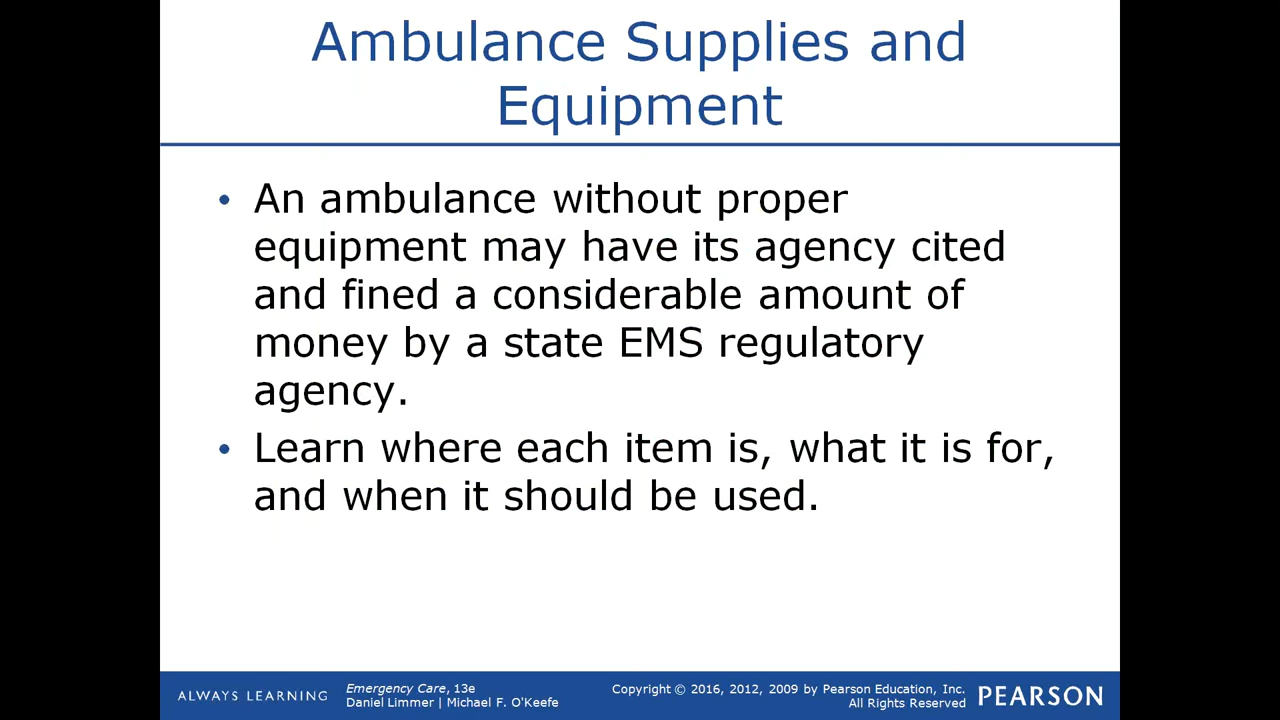 Ambulance Supplies and
Equipment
• An ambulance without proper
equipment may have its agency cited
and fined a considerable amount of
money by a state EMS regulatory
agency.
• Learn where each item is, what it is for,
and when it should be used.
ALWAYS LEARNING
Emergency Care, 13e
Daniel Limmer | Michael F. O'Keefe
Copyright © 2016, 2012, 2009 by Pearson Education, Inc.
All Rights Reserved
PEARSON